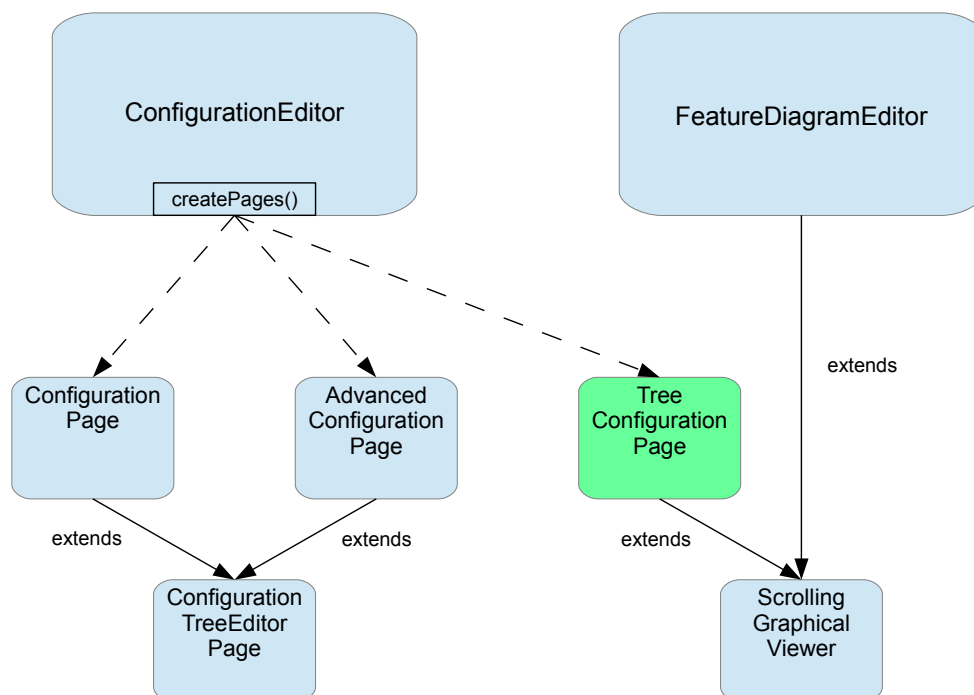 ConfigurationEditor
FeatureDiagramEditor
createPages()
extends
Configuration
Page
Advanced
Configuration
Page
Tree
Configuration
Page
extends
extends
extends
Configuration
TreeEditor
Page
Scrolling
Graphical
Viewer